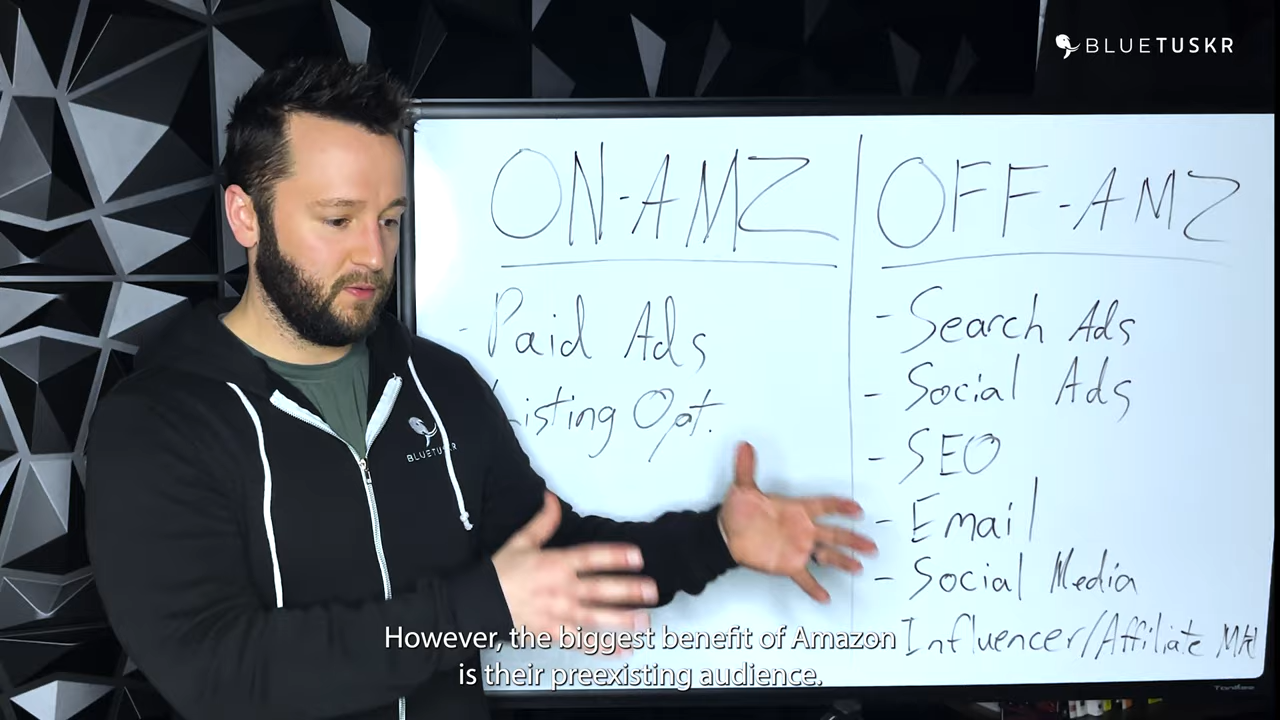 BLUETUSKR
ON-AMZ
OFF-AMZ
- Paid Ads
Listing Opt.
- Search Ads
- Social Ads
- SEO
- Email
- Social Media
Influencer/Affiliate Mkt
BLUETUSKR
However, the biggest benefit of Amazon
is their preexisting audience.